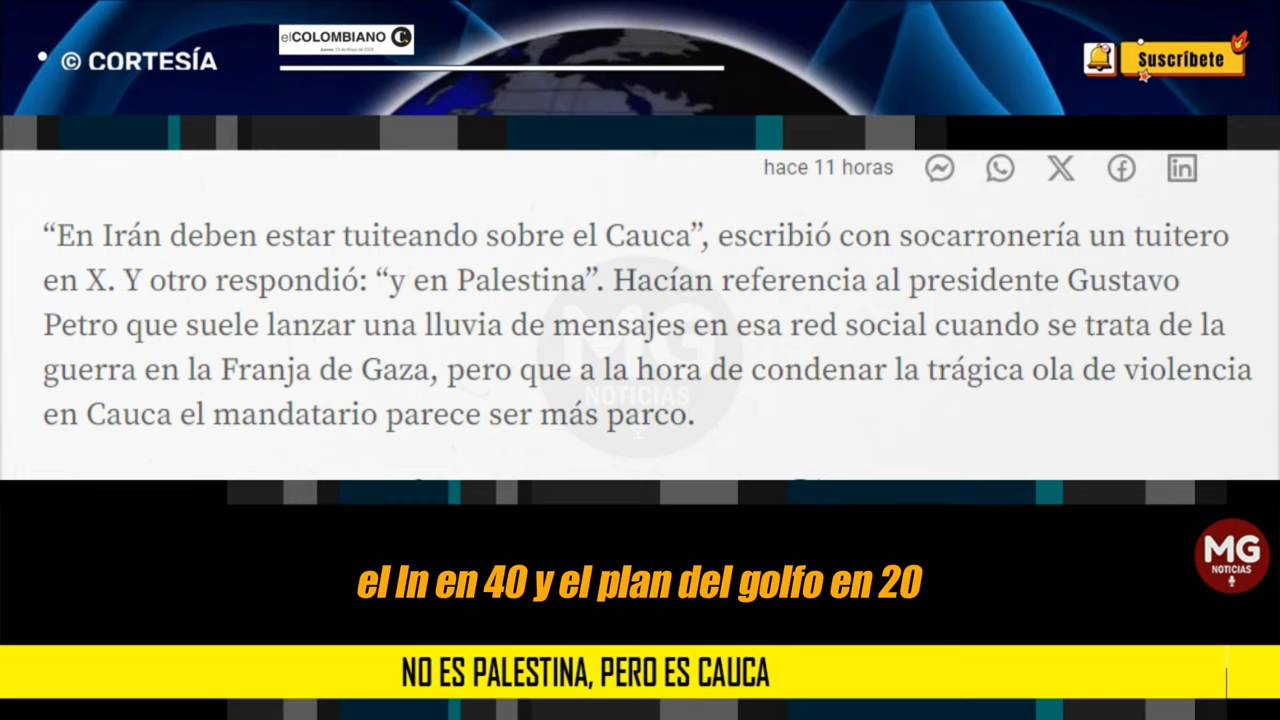 © CORTESÍA
elCOLOMBIANO
Suscríbete
hace 11 horas
“En Irán deben estar tuiteando sobre el Cauca”, escribió con socarronería un tuitero
en X. Y otro respondió: “y en Palestina”. Hacían referencia al presidente Gustavo
Petro que suele lanzar una lluvia de mensajes en esa red social cuando se trata de la
guerra en la Franja de Gaza, pero que a la hora de condenar la trágica ola de violencia
en Cauca el mandatario parece ser más parco.
MG
NOTICIAS
el ln en 40 y el plan del golfo en 20
MG
NOTICIAS
NO ES PALESTINA, PERO ES CAUCA